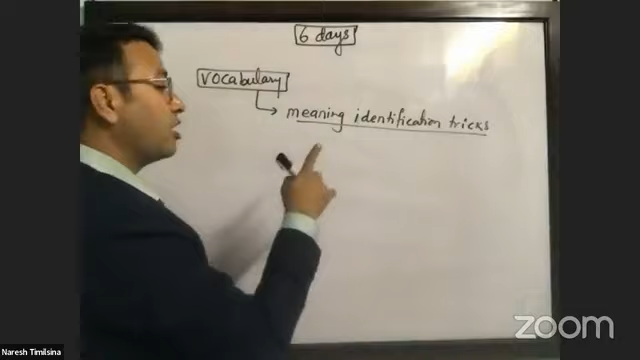 6 days
vocabulary
meaning identification tricks
Naresh Timilsina
zoom